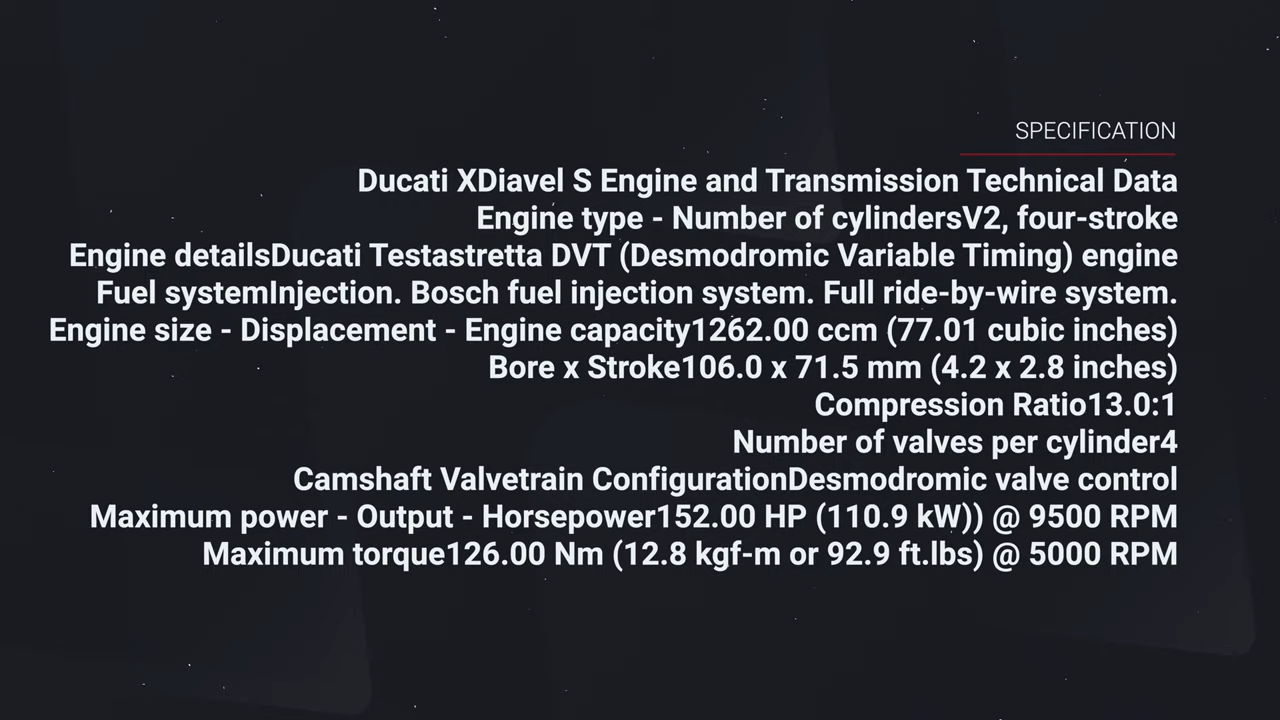 SPECIFICATION
Ducati XDiavel S Engine and Transmission Technical Data
Engine type - Number of cylindersV2, four-stroke
Engine detailsDucati Testastretta DVT (Desmodromic Variable Timing) engine
Fuel systemInjection. Bosch fuel injection system. Full ride-by-wire system.
Engine size - Displacement - Engine capacity1262.00 ccm (77.01 cubic inches)
Bore x Stroke106.0 x 71.5 mm (4.2 x 2.8 inches)
Compression Ratio13.0:1
Number of valves per cylinder4
Camshaft Valvetrain ConfigurationDesmodromic valve control
Maximum power - Output - Horsepower152.00 HP (110.9 kW)) @ 9500 RPM
Maximum torque126.00 Nm (12.8 kgf-m or 92.9 ft.lbs) @ 5000 RPM